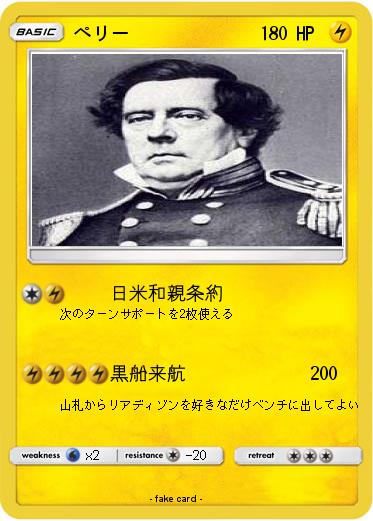 BASIC ペリー 180 HP
日米和親条約
次のターンサポートを2枚使える
黒船来航 200
山札からリアディゾンを好きなだけベンチに出してよい
weakness x2 resistance -20 retreat
- fake card -